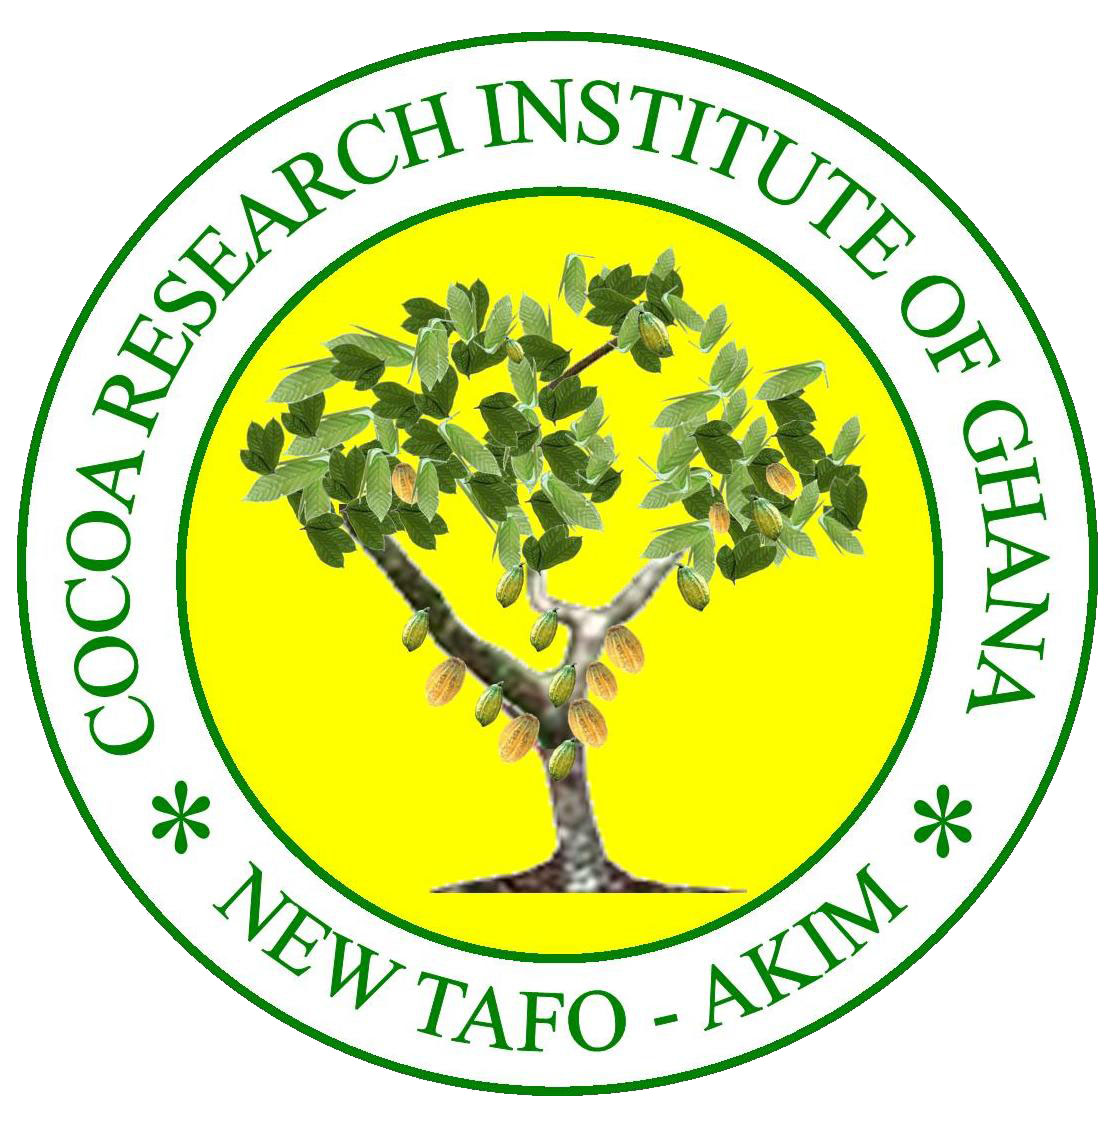 COCOA RESEARCH INSTITUTE OF GHANA
* NEW TAFO - AKIM *